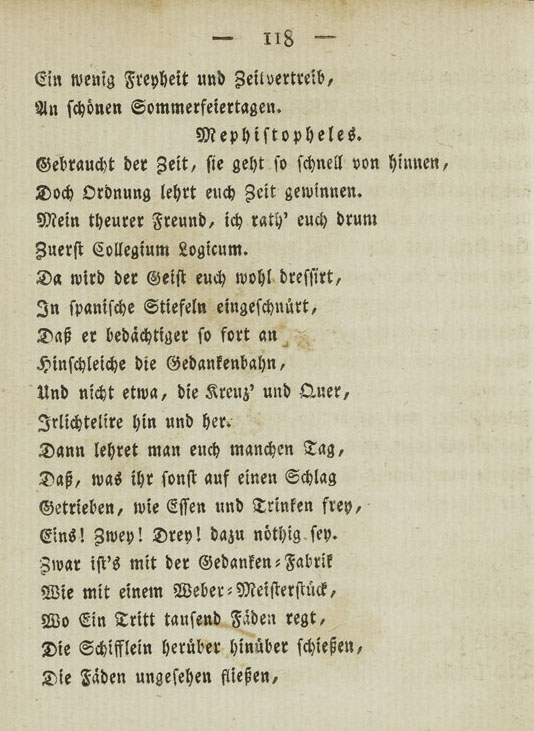 — 118 —
Ein wenig Freyheit und Zeitvertreib,
An schönen Sommerfeiertagen.
Mephistopheles.
Gebraucht der Zeit, sie geht so schnell von hinnen,
Doch Ordnung lehrt euch Zeit gewinnen.
Mein theurer Freund, ich rath' euch drum
Zuerst Collegium Logicum.
Da wird der Geist euch wohl dressirt,
In spanische Stiefeln eingeschnürt,
Daß er bedächtiger so fort an
Hinschleiche die Gedankenbahn,
Und nicht etwa, die Kreuz' und Quer,
Irlichtelire hin und her.
Dann lehret man euch manchen Tag,
Daß, was ihr sonst auf einen Schlag
Getrieben, wie Essen und Trinken frey,
Eins! Zwey! Drey! dazu nöthig sey.
Zwar ist's mit der Gedanken-Fabrik
Wie mit einem Weber-Meisterstück,
Wo Ein Tritt tausend Fäden regt,
Die Schifflein herüber hinüber schießen,
Die Fäden ungesehen fließen,